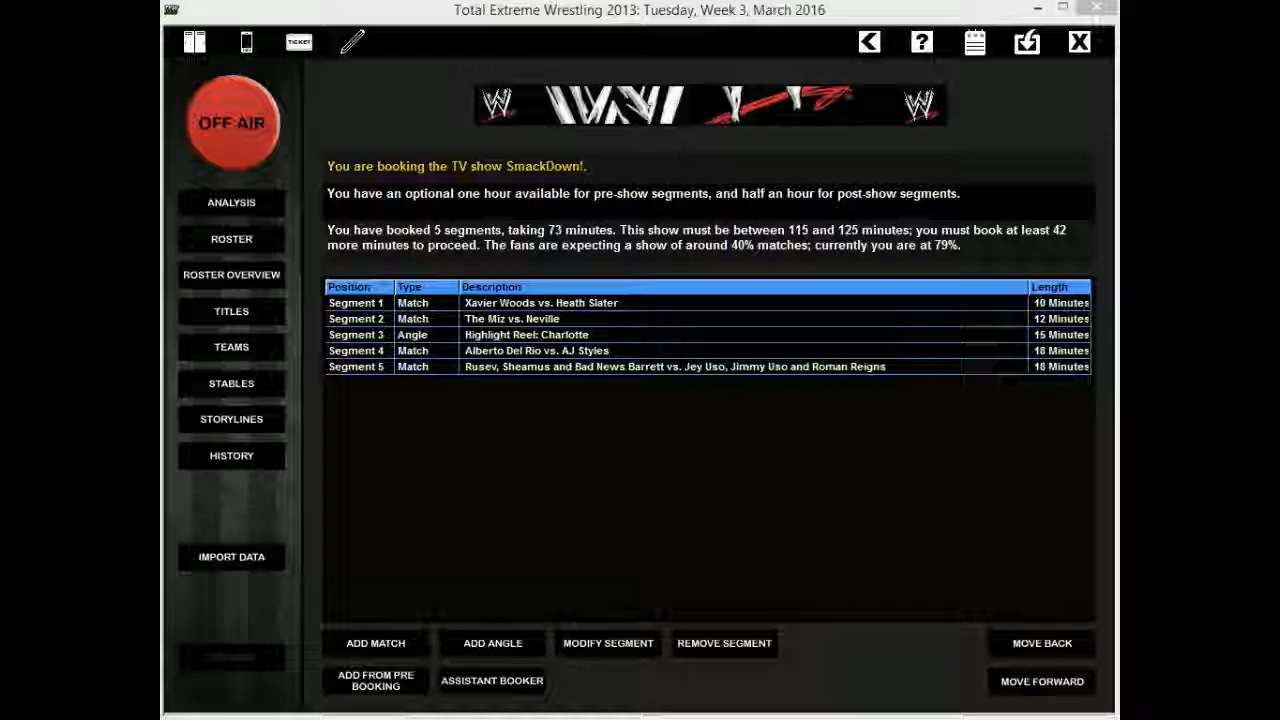 Total Extreme Wrestling 2013: Tuesday, Week 3, March 2016
TICKET
?
X
OFF AIR
You are booking the TV show SmackDown!.
You have an optional one hour available for pre-show segments, and half an hour for post-show segments.
You have booked 5 segments, taking 73 minutes. This show must be between 115 and 125 minutes; you must book at least 42
more minutes to proceed. The fans are expecting a show of around 40% matches; currently you are at 79%.
ANALYSIS
ROSTER
ROSTER OVERVIEW
TITLES
TEAMS
STABLES
STORYLINES
HISTORY
IMPORT DATA
Position Type Description Length
Segment 1 Match Xavier Woods vs. Heath Slater 10 Minutes
Segment 2 Match The Miz vs. Neville 12 Minutes
Segment 3 Angle Highlight Reel: Charlotte 15 Minutes
Segment 4 Match Alberto Del Rio vs. AJ Styles 18 Minutes
Segment 5 Match Rusev, Sheamus and Bad News Barrett vs. Jey Uso, Jimmy Uso and Roman Reigns 18 Minutes
ADD MATCH
ADD ANGLE
MODIFY SEGMENT
REMOVE SEGMENT
MOVE BACK
ADD FROM PRE
BOOKING
ASSISTANT BOOKER
MOVE FORWARD